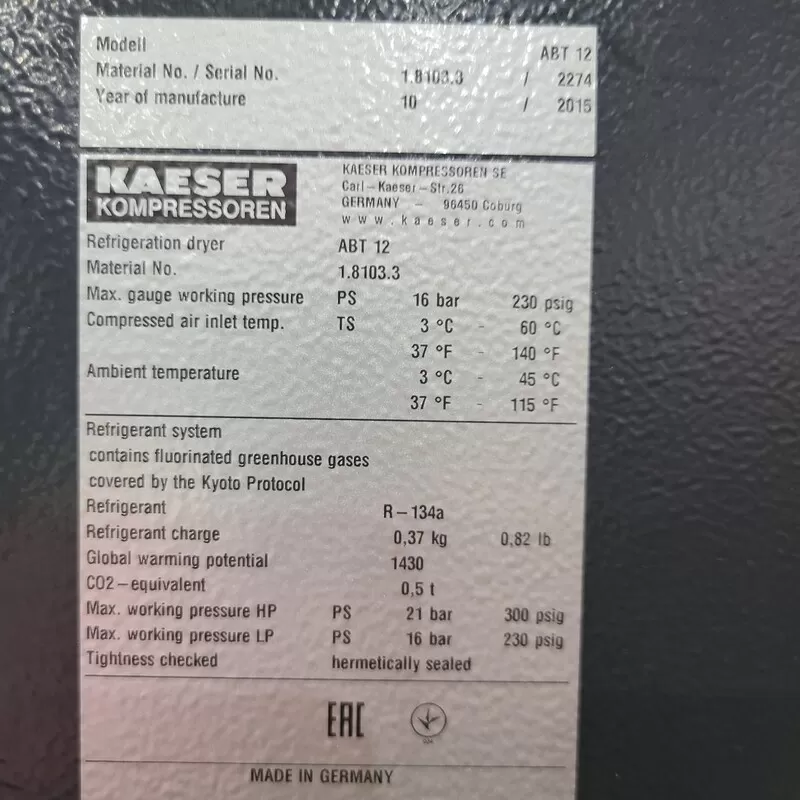 Modell ABT 12
Material No. / Serial No. 1.8103.3 / 2274
Year of manufacture 10 / 2015
KAESER
KOMPRESSOREN
KAESER KOMPRESSOREN SE
Carl–Kaeser–Str.26
GERMANY – 96450 Coburg
www.kaeser.com
Refrigeration dryer ABT 12
Material No. 1.8103.3
Max. gauge working pressure PS 16 bar 230 psig
Compressed air inlet temp. TS 3 °C - 60 °C
37 °F - 140 °F
Ambient temperature 3 °C - 45 °C
37 °F - 115 °F
Refrigerant system
contains fluorinated greenhouse gases
covered by the Kyoto Protocol
Refrigerant R–134a
Refrigerant charge 0,37 kg 0,82 lb
Global warming potential 1430
CO2–equivalent 0,5 t
Max. working pressure HP PS 21 bar 300 psig
Max. working pressure LP PS 16 bar 230 psig
Tightness checked hermetically sealed
EAC
MADE IN GERMANY